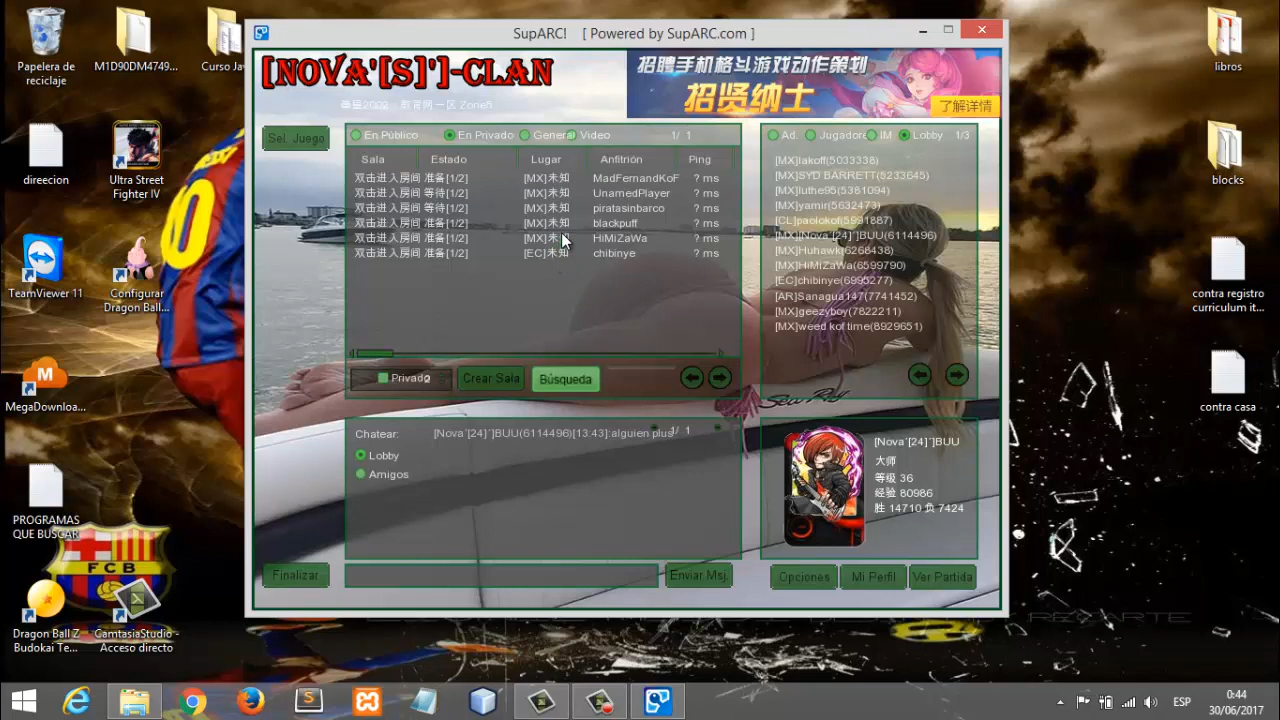 Papelera de
reciclaje
M1D90DM4749...
Curso Jav
direecion
Ultra Street
Fighter IV
TeamViewer 11
Configurar
Dragon Ball...
MegaDownloa...
PROGRAMAS
QUE BUSCAR
FCB
Dragon Ball Z
Budokai Te...
CamtasiaStudio -
Acceso directo
10
SupARC! [ Powered by SupARC.com ]
[NOVA'[S]']-CLAN
招聘手机格斗游戏动作策划
招贤纳士
了解详情
Zone5
Sel. Juego
En Público
En Privado
General
Video
1/ 1
Sala Estado Lugar Anfitrión Ping
双击进入房间 准备[1/2] [MX]未知 MadFernandKoF ? ms
双击进入房间 等待[1/2] [MX]未知 UnamedPlayer ? ms
双击进入房间 等待[1/2] [MX]未知 piratasinbarco ? ms
双击进入房间 准备[1/2] [MX]未知 blackpuff ? ms
双击进入房间 准备[1/2] [MX]未 HiMiZaWa ? ms
双击进入房间 准备[1/2] [EC]未知 chibinye ? ms
Privado
Crear Sala
Búsqueda
Ad.
Jugadore
IM
Lobby
1/3
[MX]lakoff(5033338)
[MX]SYD BARRETT(5233645)
[MX]luthe95(5381094)
[MX]yamir(5632473)
[CL]paolokof(5991887)
[MX][Nova'[24]']BUU(6114496)
[MX]Huhawk(6268438)
[MX]HiMiZaWa(6599790)
[EC]chibinye(6995277)
[AR]Sanagua147(7741452)
[MX]geezyboy(7822211)
[MX]weed kof time(8929651)
Sea Ray
Chatear:
[Nova'[24]']BUU(6114496)[13:43]:alguien plus
1/ 1
Lobby
Amigos
[Nova'[24]']BUU
大师
等级 36
经验 80986
胜 14710 负 7424
Finalizar
Enviar Msj.
Opciones
Mi Perfil
Ver Partida
libros
blocks
contra registro
curriculum it...
contra casa
ESP
0:44
30/06/2017